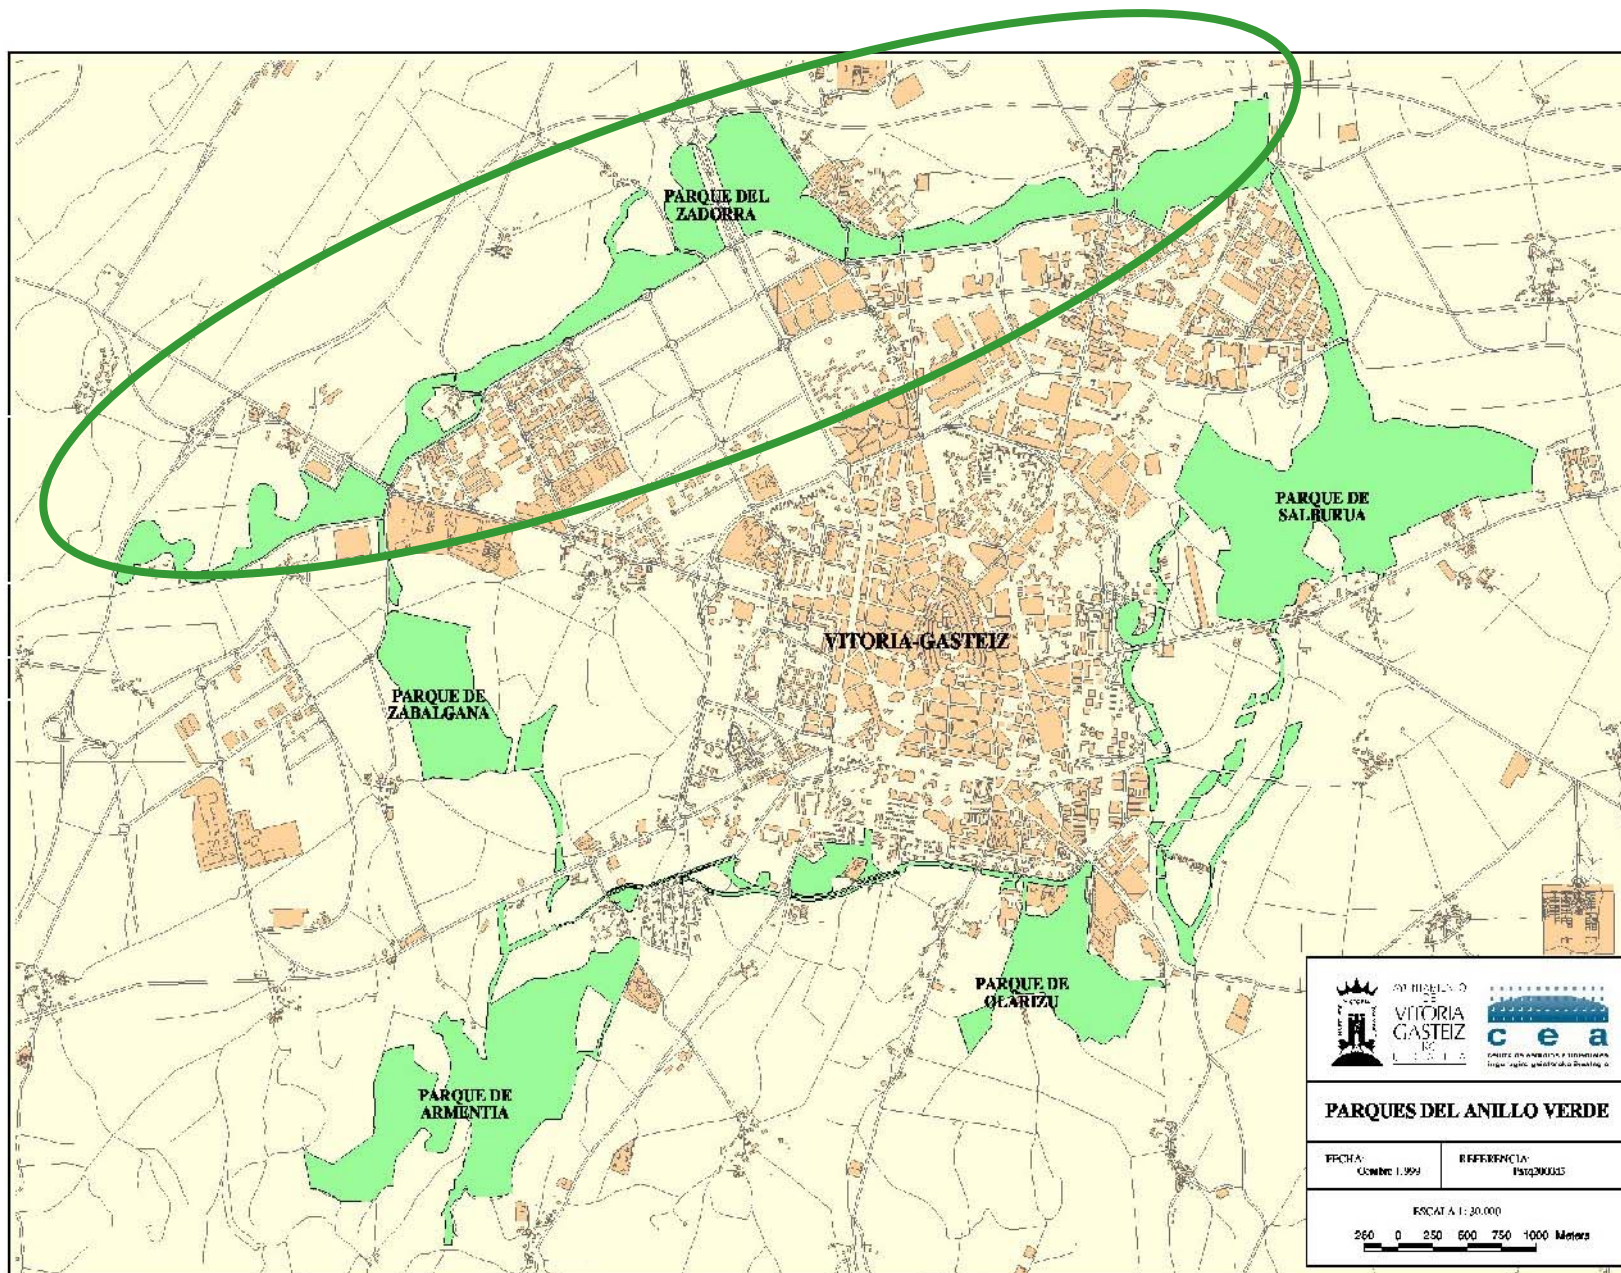 PARQUE DEL
ZADORRA
PARQUE DE
SALBURUA
VITORIA-GASTEIZ
PARQUE DE
ZABALGANA
PARQUE DE
OLARIZU
PARQUE DE
ARMENTIA
VITORIA
GASTEIZ
cea
PARQUES DEL ANILLO VERDE
FECHA:
REFERENCIA:
ESCALA 1: 30.000
250 0 250 500 750 1000 Meters